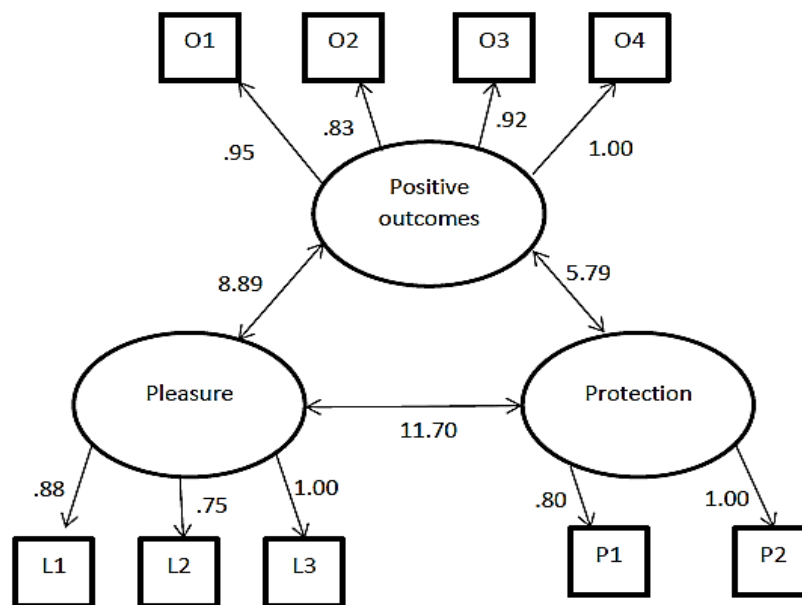 O1
O2
O3
O4
.95
.83
.92
1.00
Positive
outcomes
8.89
5.79
Pleasure
Protection
11.70
.88
.75
1.00
.80
1.00
L1
L2
L3
P1
P2